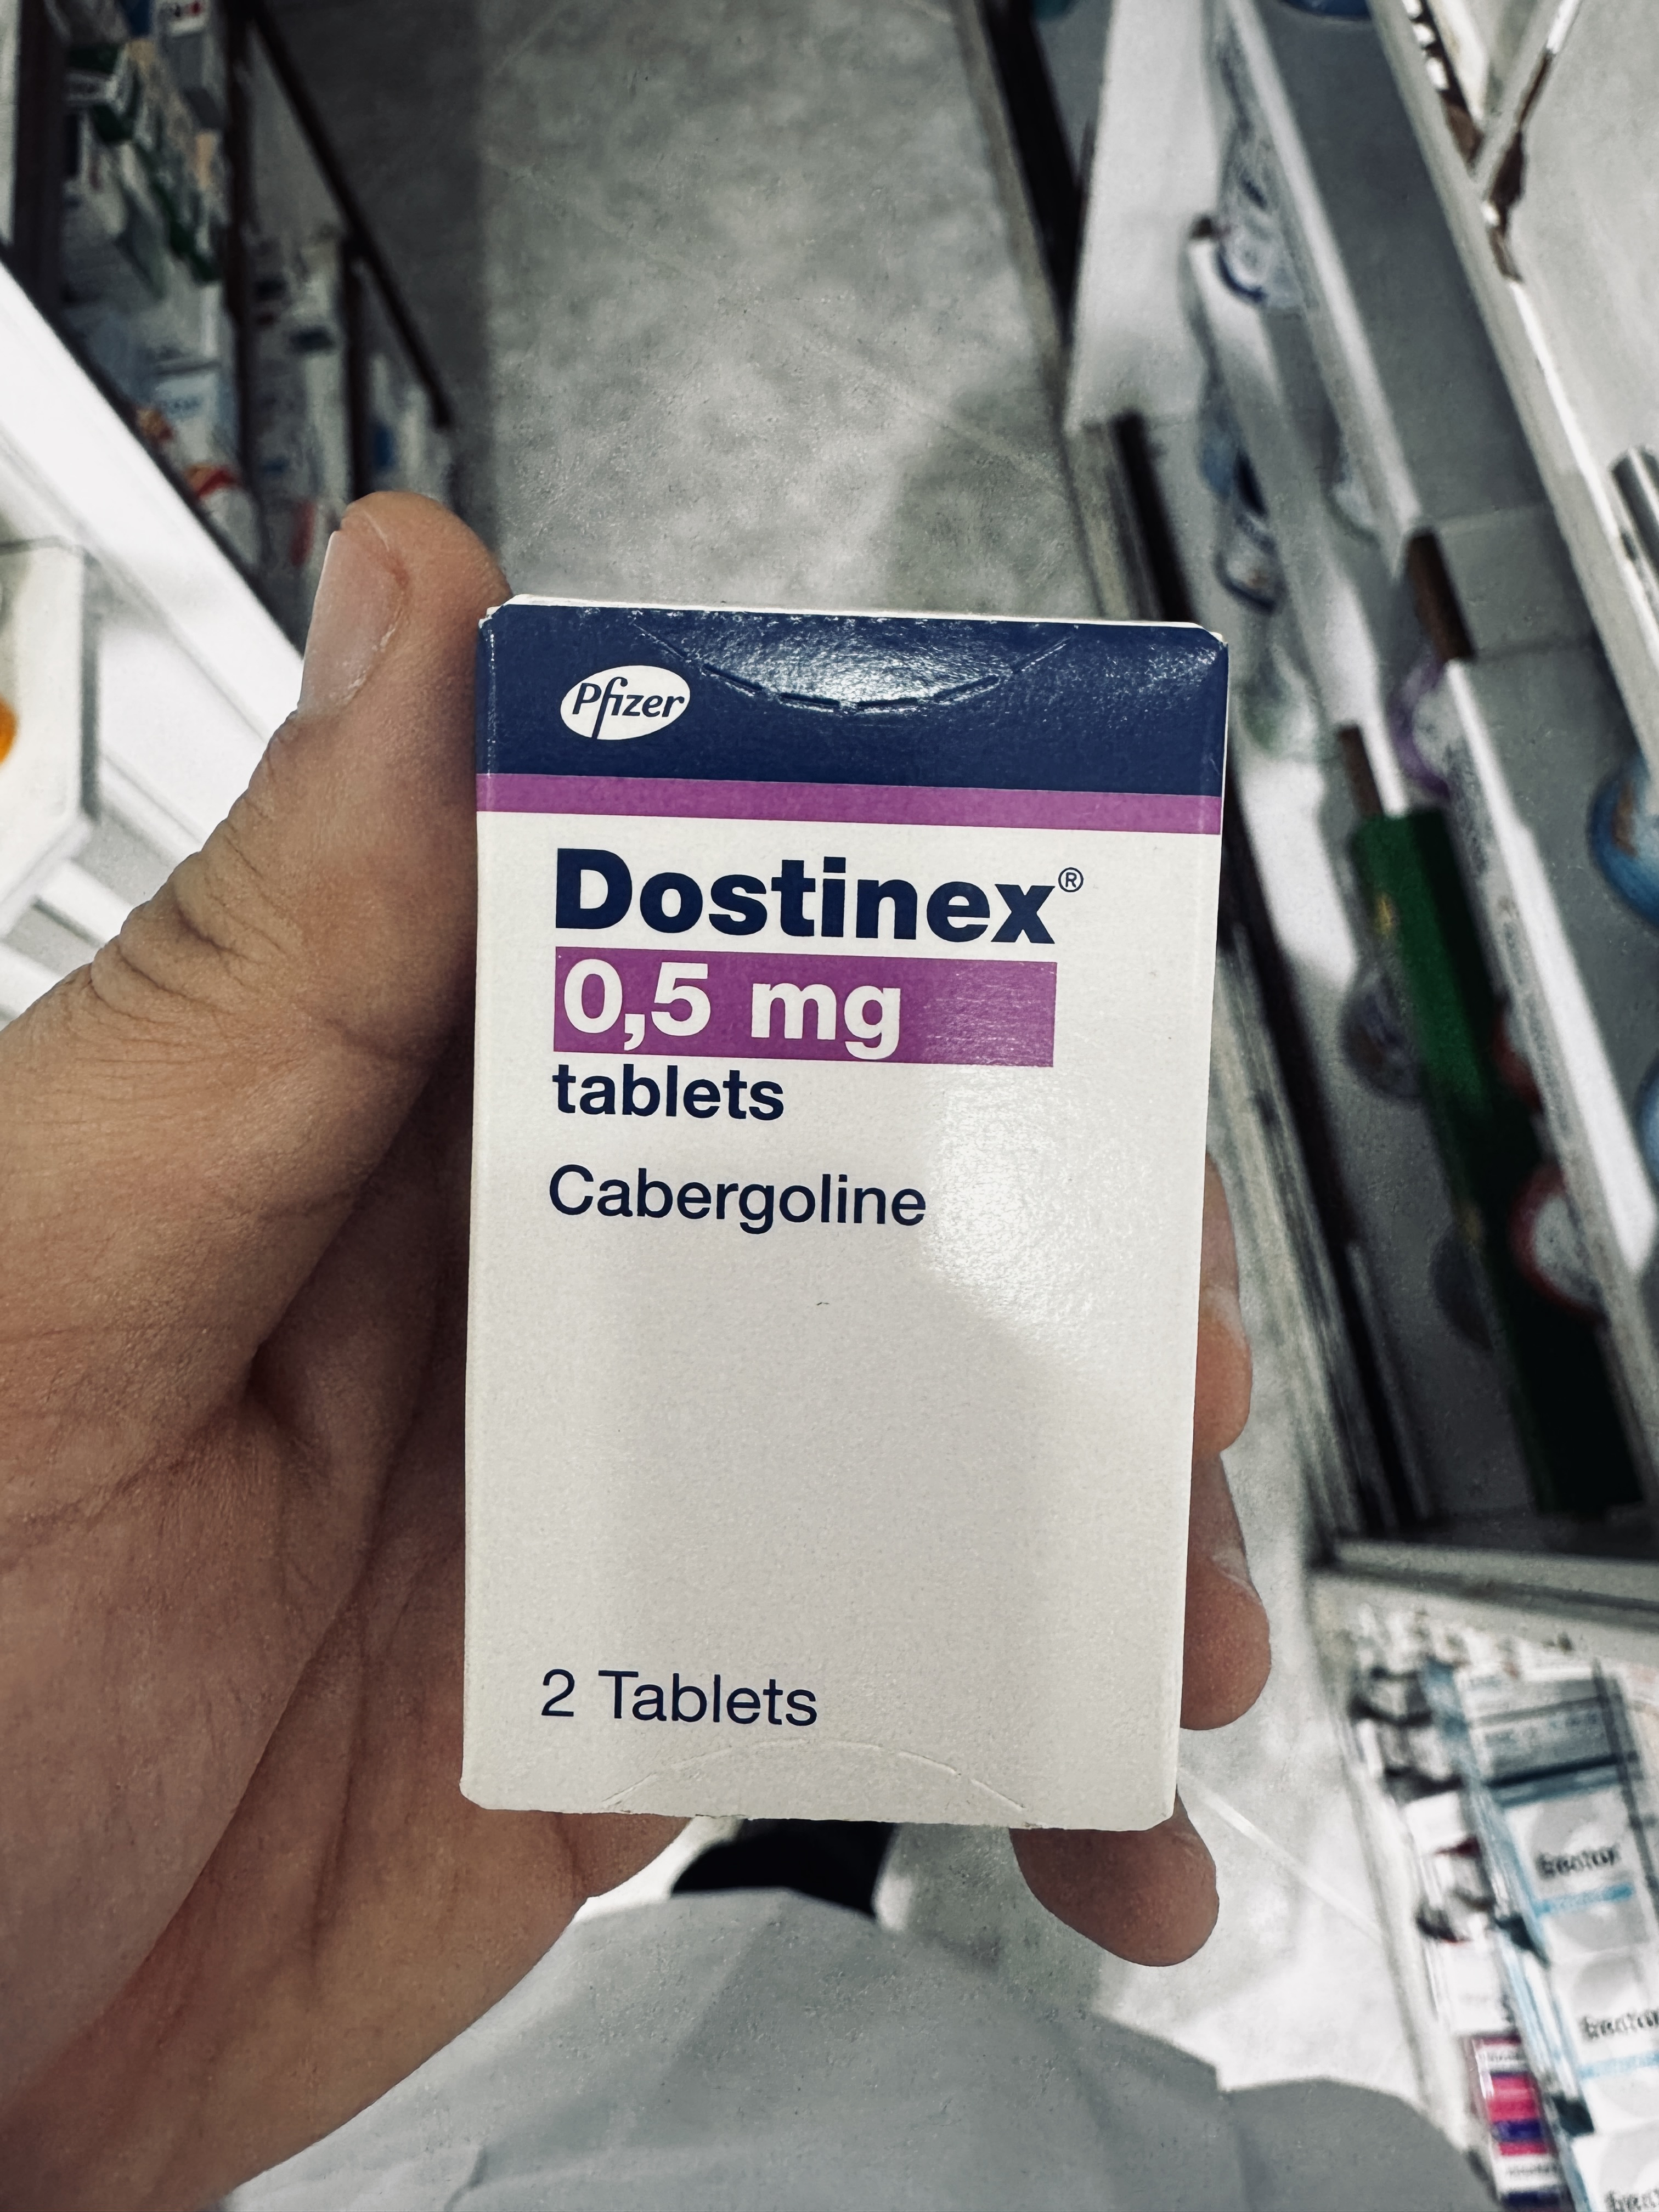 Pfizer
Dostinex®
0,5 mg
tablets
Cabergoline
2 Tablets